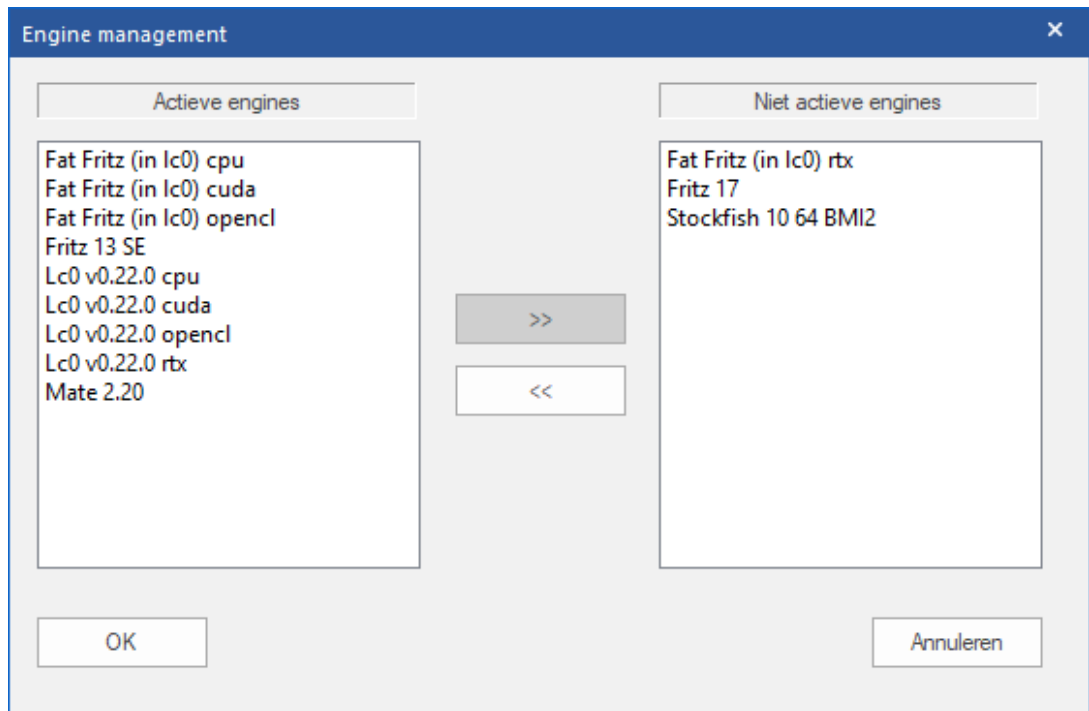 Engine management
Actieve engines
Fat Fritz (in lc0) cpu
Fat Fritz (in lc0) cuda
Fat Fritz (in lc0) opencl
Fritz 13 SE
Lc0 v0.22.0 cpu
Lc0 v0.22.0 cuda
Lc0 v0.22.0 opencl
Lc0 v0.22.0 rtx
Mate 2.20
>>
<<
Niet actieve engines
Fat Fritz (in lc0) rtx
Fritz 17
Stockfish 10 64 BMI2
OK
Annuleren